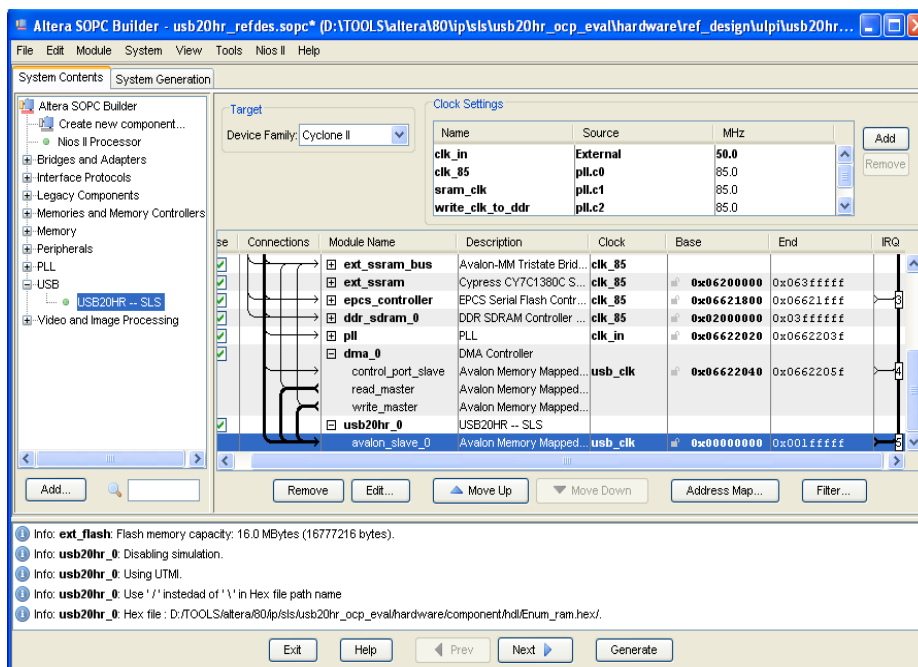 Altera SOPC Builder - usb20hr_refdes.sopc* (D:\TOOLS\altera\80\ip\sls\usb20hr_ocp_eval\hardware\ref_design\ulpi\usb20hr...
File Edit Module System View Tools Nios II Help
System Contents System Generation
Altera SOPC Builder
Create new component...
Nios II Processor
Bridges and Adapters
Interface Protocols
Legacy Components
Memories and Memory Controllers
Memory
Peripherals
PLL
USB
USB20HR -- SLS
Video and Image Processing
Add...
Target
Device Family: Cyclone II
Clock Settings
Name Source MHz
clk_in External 50.0
clk_85 pll.c0 85.0
sram_clk pll.c1 85.0
write_clk_to_ddr pll.c2 85.0
Add
Remove
se Connections Module Name Description Clock Base End IRQ
ext_ssram_bus Avalon-MM Tristate Brid... clk_85
ext_ssram Cypress CY7C1380C S... clk_85 0x06200000 0x063fffff
epcs_controller EPCS Serial Flash Contr... clk_85 0x06621800 0x06621fff 3
ddr_sdram_0 DDR SDRAM Controller ... clk_85 0x02000000 0x03ffffff
pll PLL clk_in 0x06622020 0x0662203f
dma_0 DMA Controller
control_port_slave Avalon Memory Mapped... usb_clk 0x06622040 0x0662205f 4
read_master Avalon Memory Mapped...
write_master Avalon Memory Mapped...
usb20hr_0 USB20HR -- SLS
avalon_slave_0 Avalon Memory Mapped... usb_clk 0x00000000 0x001fffff 5
Remove Edit... Move Up Move Down Address Map... Filter...
Info: ext_flash: Flash memory capacity: 16.0 MBytes (16777216 bytes).
Info: usb20hr_0: Disabling simulation.
Info: usb20hr_0: Using UTMI.
Info: usb20hr_0: Use '/' instedad of '\' in Hex file path name
Info: usb20hr_0: Hex file : D:/TOOLS/altera/80/ip/sls/usb20hr_ocp_eval/hardware/component/hdl/Enum_ram.hex/.
Exit Help Prev Next Generate